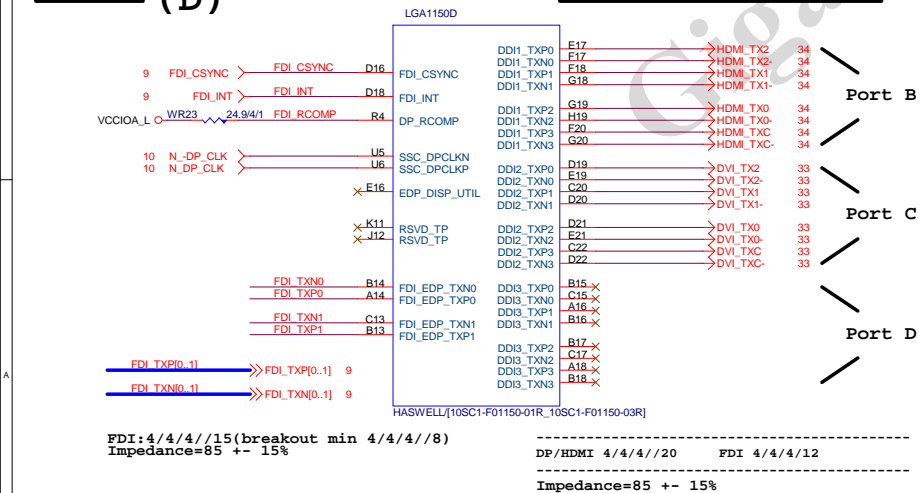 (D)
LGA1150D
Giga
9 FDI_CSYNC FDI_CSYNC D16 FDI_CSYNC
9 FDI_INT FDI_INT D18 FDI_INT
VCCIOA_L WR23 24.9/4/1 FDI_RCOMP R4 DP_RCOMP
10 N_-DP_CLK U5 SSC_DPCLKN
10 N_DP_CLK U6 SSC_DPCLKP
E16 EDP_DISP_UTIL
K11 RSVD_TP
J12 RSVD_TP
FDI_TXN0 B14 FDI_EDP_TXN0
FDI_TXP0 A14 FDI_EDP_TXP0
FDI_TXN1 C13 FDI_EDP_TXN1
FDI_TXP1 B13 FDI_EDP_TXP1
FDI_TXP[0..1] FDI_TXP[0..1] 9
FDI_TXN[0..1] FDI_TXN[0..1] 9
DDI1_TXP0 E17 HDMI_TX2 34
DDI1_TXN0 F17 HDMI_TX2- 34
DDI1_TXP1 F18 HDMI_TX1 34
DDI1_TXN1 G18 HDMI_TX1- 34
Port B
DDI1_TXP2 G19 HDMI_TX0 34
DDI1_TXN2 H19 HDMI_TX0- 34
DDI1_TXP3 F20 HDMI_TXC 34
DDI1_TXN3 G20 HDMI_TXC- 34
DDI2_TXP0 D19 DVI_TX2 33
DDI2_TXN0 E19 DVI_TX2- 33
DDI2_TXP1 C20 DVI_TX1 33
DDI2_TXN1 D20 DVI_TX1- 33
Port C
DDI2_TXP2 D21 DVI_TX0 33
DDI2_TXN2 E21 DVI_TX0- 33
DDI2_TXP3 C22 DVI_TXC 33
DDI2_TXN3 D22 DVI_TXC- 33
DDI3_TXP0 B15
DDI3_TXN0 C15
DDI3_TXP1 A16
DDI3_TXN1 B16
Port D
DDI3_TXP2 B17
DDI3_TXN2 C17
DDI3_TXP3 A18
DDI3_TXN3 B18
A
HASWELL/[10SC1-F01150-01R_10SC1-F01150-03R]
FDI:4/4/4//15(breakout min 4/4/4//8)
Impedance=85 +- 15%
DP/HDMI 4/4/4//20 FDI 4/4/4/12
Impedance=85 +- 15%